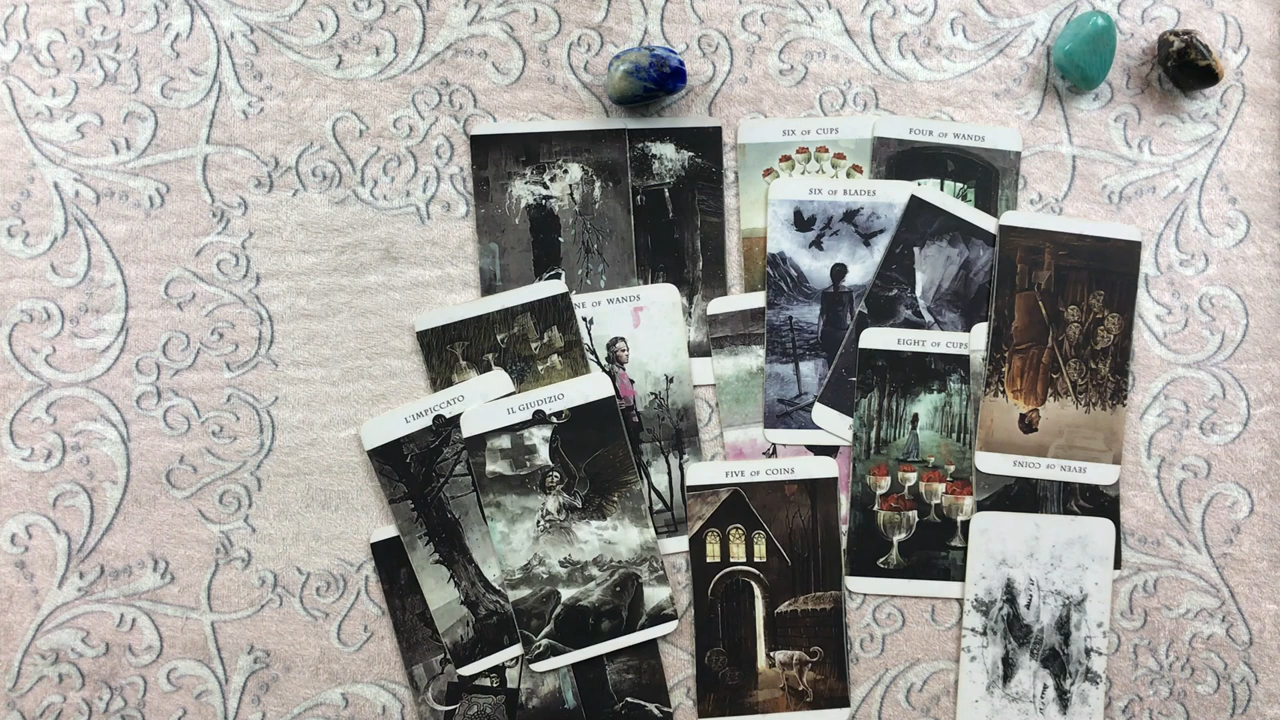 SIX OF CUPS
FOUR OF WANDS
SIX OF BLADES
NE OF WANDS
EIGHT OF CUPS
L'IMPICCATO
IL GIUDIZIO
SEVEN OF COINS
FIVE OF COINS